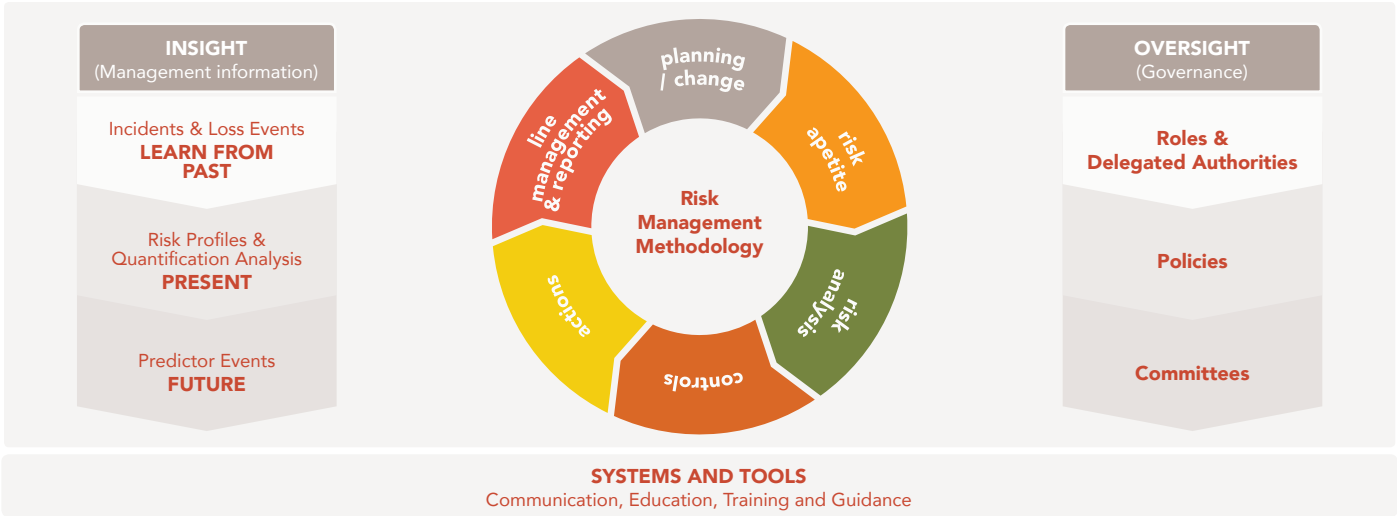 INSIGHT
(Management information)
Incidents & Loss Events
LEARN FROM
PAST
Risk Profiles &
Quantification Analysis
PRESENT
Predictor Events
FUTURE
planning
/ change
risk
apetite
risk
analysis
controls
actions
line
management
& reporting
Risk
Management
Methodology
OVERSIGHT
(Governance)
Roles &
Delegated Authorities
Policies
Committees
SYSTEMS AND TOOLS
Communication, Education, Training and Guidance